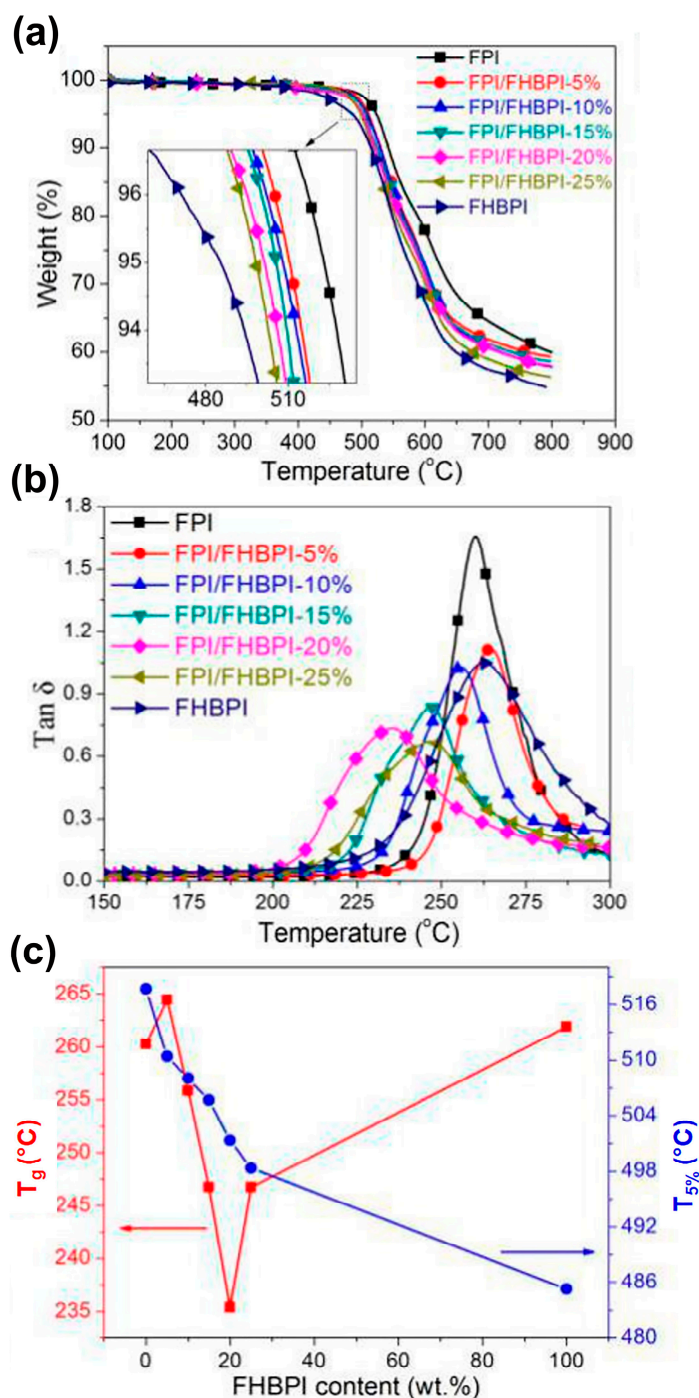 (a)
100
90
80
70
60
50
Weight (%)
FPI
FPI/FHBPI-5%
FPI/FHBPI-10%
FPI/FHBPI-15%
FPI/FHBPI-20%
FPI/FHBPI-25%
FHBPI
96
95
94
480 510
100 200 300 400 500 600 700 800 900
Temperature (°C)
(b)
1.8
1.5
1.2
0.9
0.6
0.3
0.0
Tan δ
FPI
FPI/FHBPI-5%
FPI/FHBPI-10%
FPI/FHBPI-15%
FPI/FHBPI-20%
FPI/FHBPI-25%
FHBPI
150 175 200 225 250 275 300
Temperature (°C)
(c)
265
260
255
250
245
240
235
Tg (°C)
516
510
504
498
492
486
480
T5% (°C)
0 20 40 60 80 100
FHBPI content (wt.%)